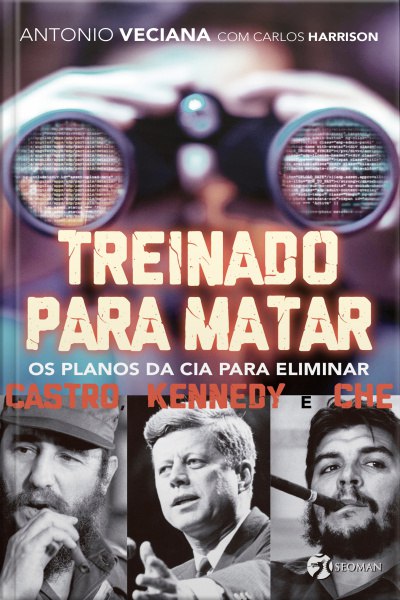 ANTONIO VECIANA COM CARLOS HARRISON
TREINADO
PARA MATAR
OS PLANOS DA CIA PARA ELIMINAR
CASTRO, KENNEDY E CHE
SEOMAN